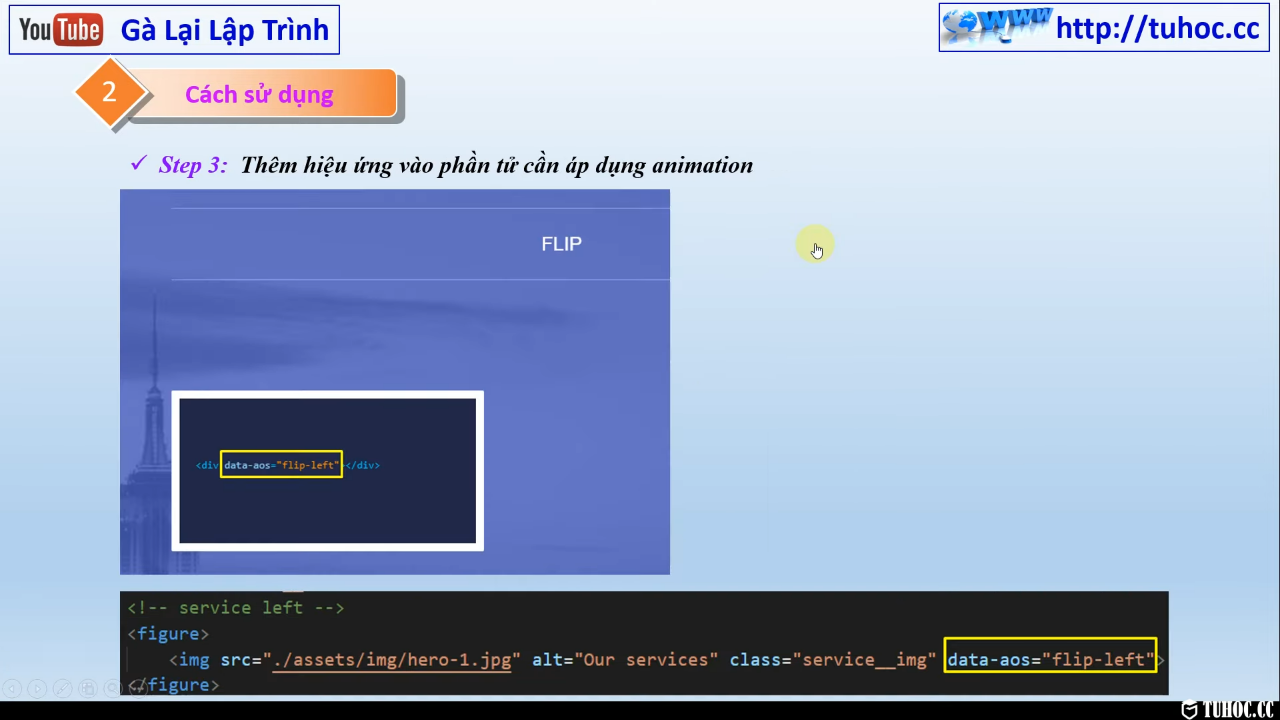 YouTube Gà Lại Lập Trình
http://tuhoc.cc
WWW
2 Cách sử dụng
✓ Step 3: Thêm hiệu ứng vào phần tử cần áp dụng animation
FLIP
<div data-aos="flip-left"></div>
<!-- service left -->
<figure>
<img src="./assets/img/hero-1.jpg" alt="Our services" class="service__img" data-aos="flip-left">
</figure>
TUHOC.CC